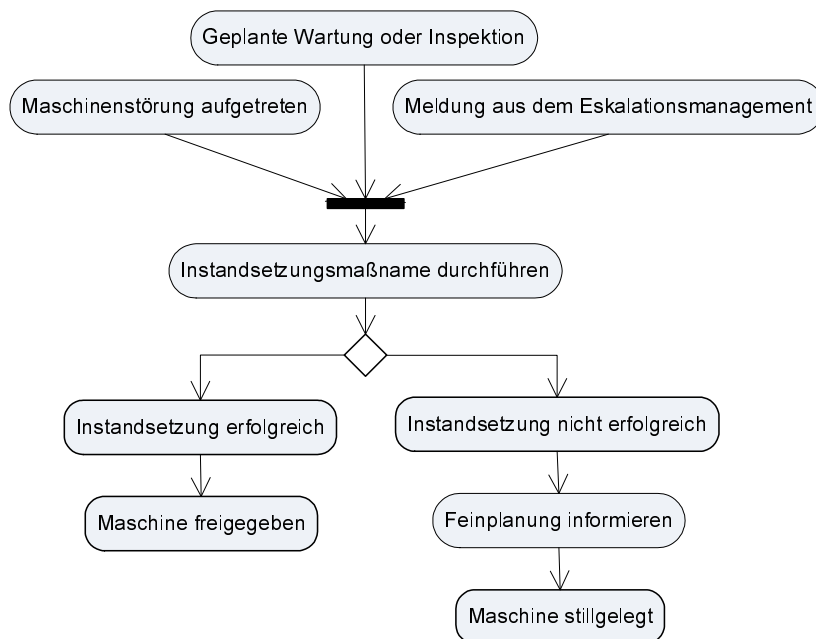 Geplante Wartung oder Inspektion
Maschinenstörung aufgetreten
Meldung aus dem Eskalationsmanagement
Instandsetzungsmaßname durchführen
Instandsetzung erfolgreich
Instandsetzung nicht erfolgreich
Maschine freigegeben
Feinplanung informieren
Maschine stillgelegt